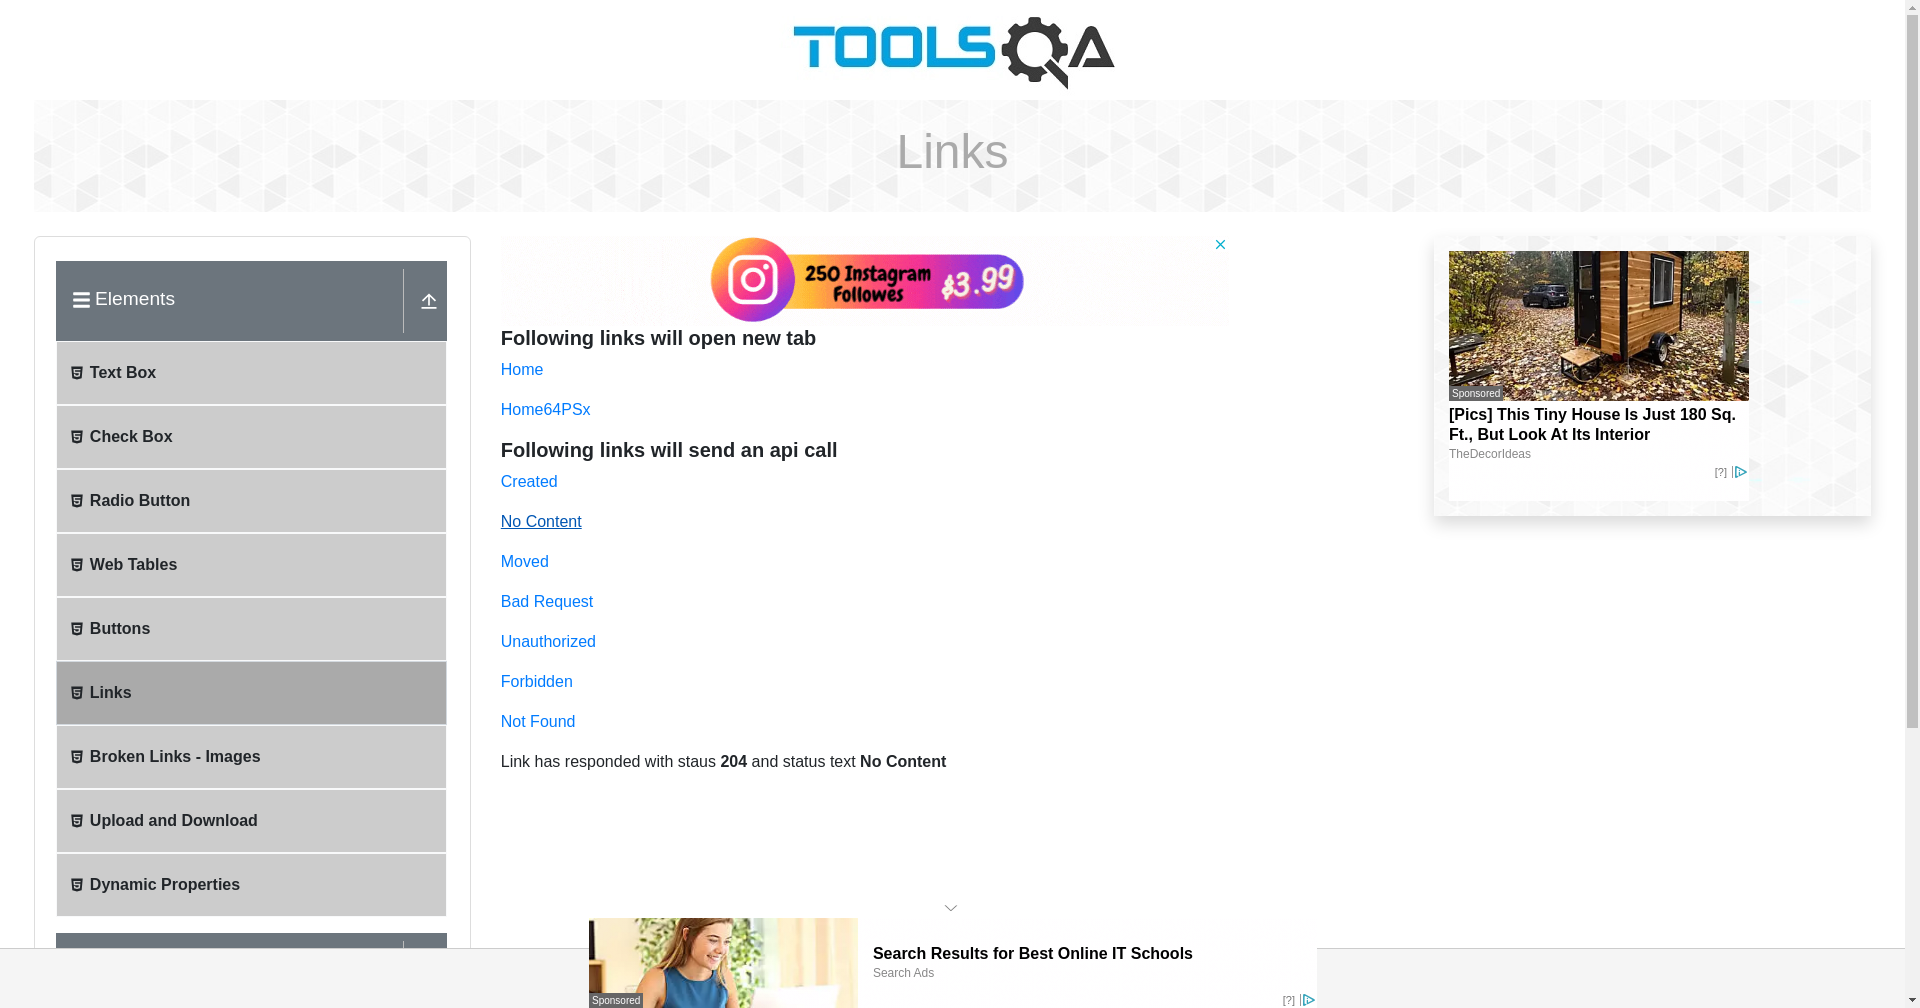 TOOLSQA
Links
Elements
Text Box
Check Box
Radio Button
Web Tables
Buttons
Links
Broken Links - Images
Upload and Download
Dynamic Properties
250 Instagram
Followes
$3.99
Following links will open new tab
Home
Home64PSx
Following links will send an api call
Created
No Content
Moved
Bad Request
Unauthorized
Forbidden
Not Found
Link has responded with staus 204 and status text No Content
Sponsored
[Pics] This Tiny House Is Just 180 Sq.
Ft., But Look At Its Interior
TheDecorIdeas
[?]
Sponsored
Search Results for Best Online IT Schools
Search Ads
[?]